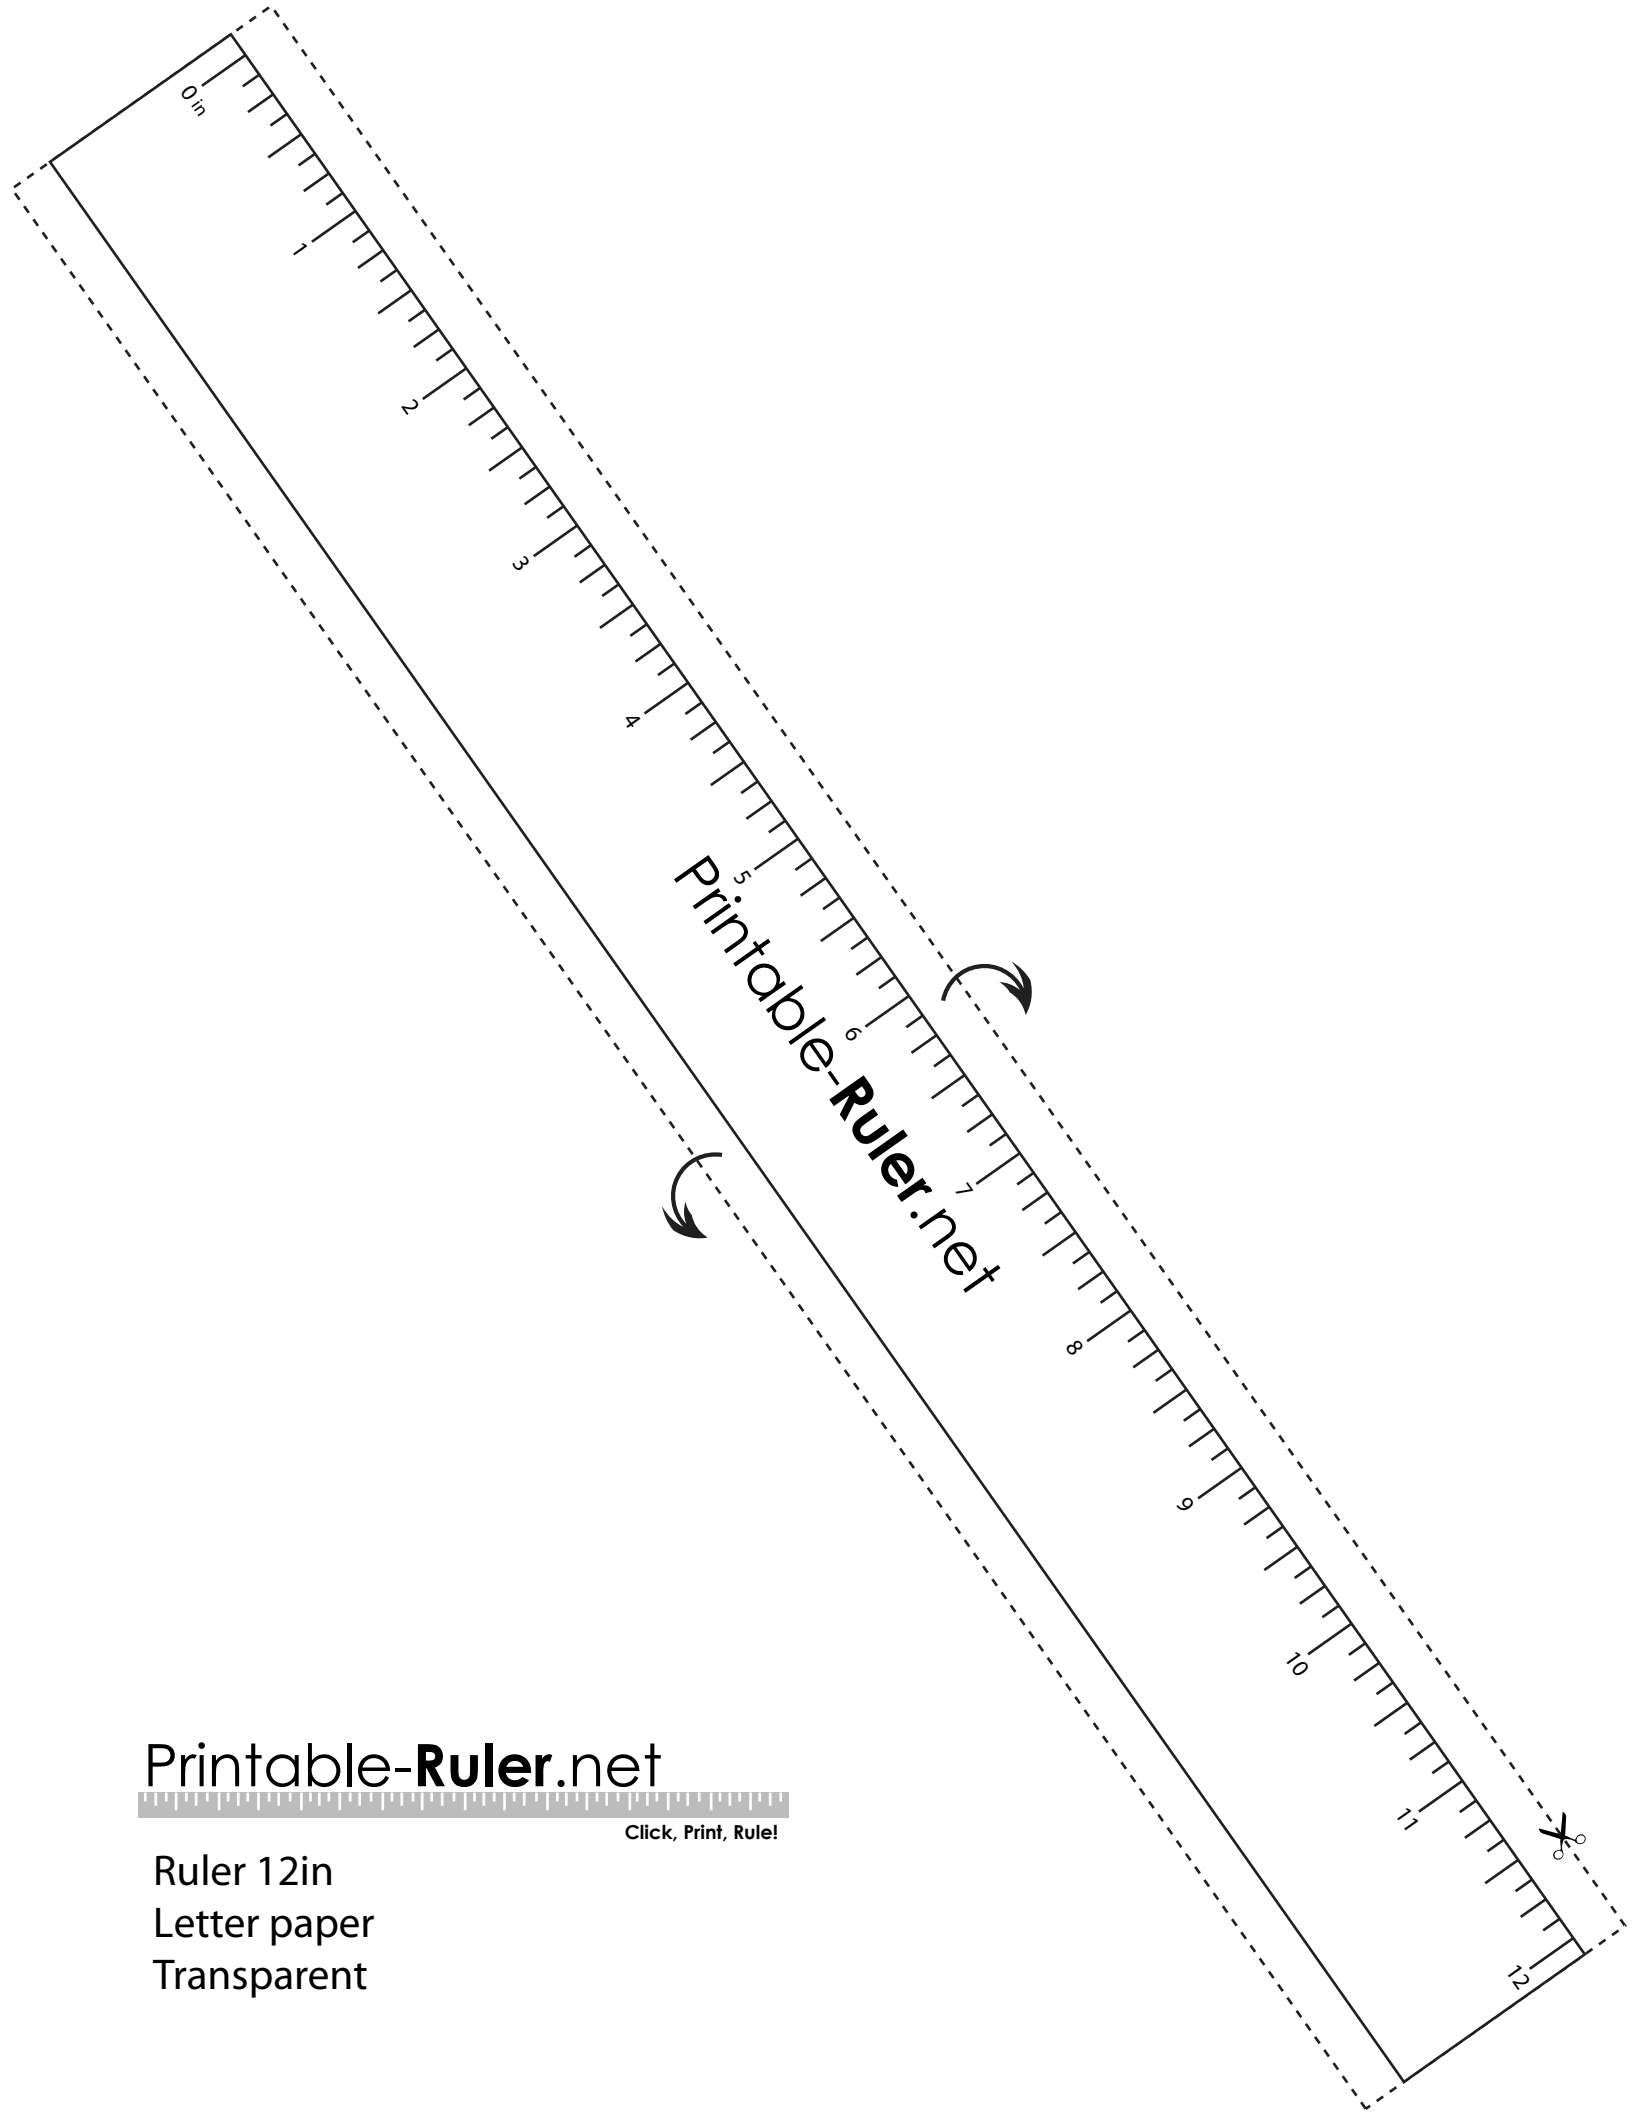 0 in
1
2
3
4
5
6
7
8
9
10
11
12
Printable-Ruler.net
Printable-Ruler.net
Click, Print, Rule!
Ruler 12in
Letter paper
Transparent